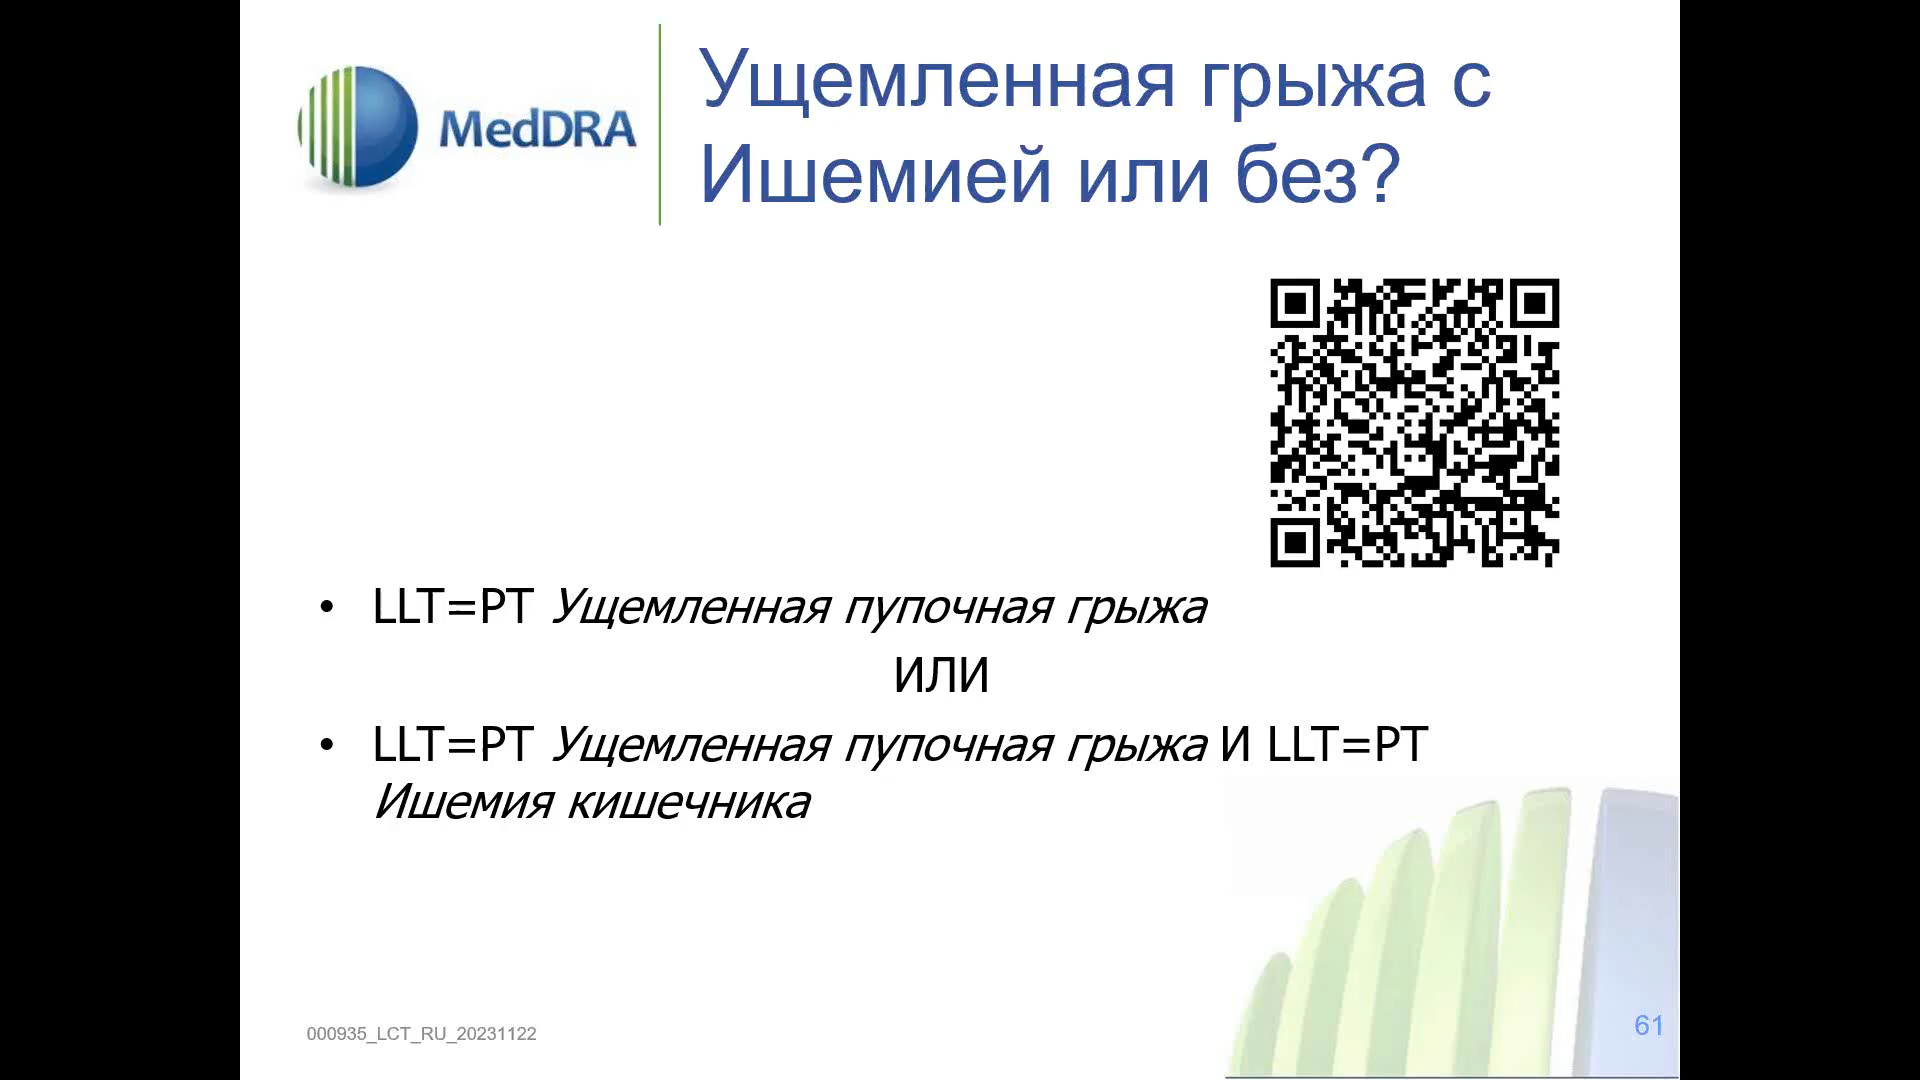 MedDRA
Ущемленная грыжа с
Ишемией или без?
• LLT=PT Ущемленная пупочная грыжа
ИЛИ
• LLT=PT Ущемленная пупочная грыжа И LLT=PT
Ишемия кишечника
000935_LCT_RU_20231122
61